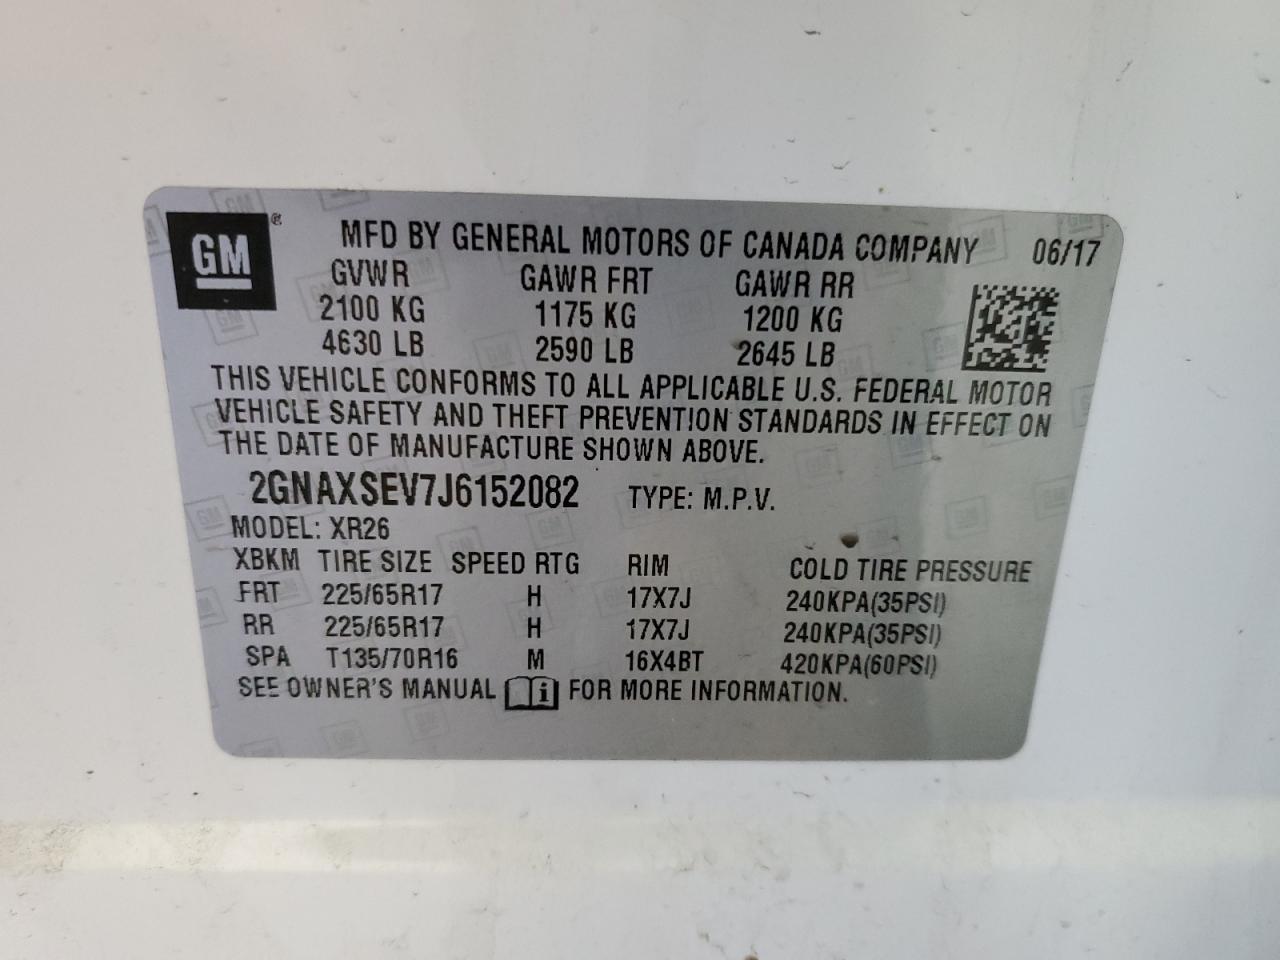 GM ® MFD BY GENERAL MOTORS OF CANADA COMPANY 06/17
GVWR GAWR FRT GAWR RR
2100 KG 1175 KG 1200 KG
4630 LB 2590 LB 2645 LB
THIS VEHICLE CONFORMS TO ALL APPLICABLE U.S. FEDERAL MOTOR
VEHICLE SAFETY AND THEFT PREVENTION STANDARDS IN EFFECT ON
THE DATE OF MANUFACTURE SHOWN ABOVE.
2GNAXSEV7J6152082 TYPE: M.P.V.
MODEL: XR26
XBKM TIRE SIZE SPEED RTG RIM COLD TIRE PRESSURE
FRT 225/65R17 H 17X7J 240KPA(35PSI)
RR 225/65R17 H 17X7J 240KPA(35PSI)
SPA T135/70R16 M 16X4BT 420KPA(60PSI)
SEE OWNER'S MANUAL i FOR MORE INFORMATION.